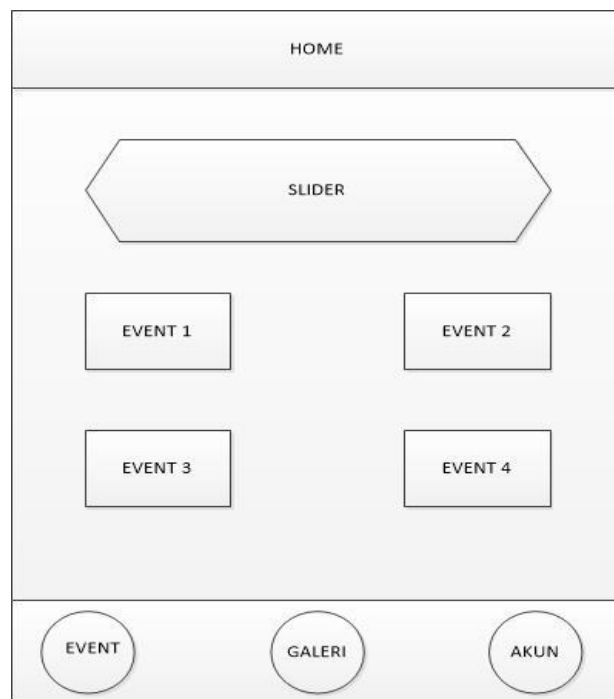 HOME
SLIDER
EVENT 1
EVENT 2
EVENT 3
EVENT 4
EVENT
GALERI
AKUN